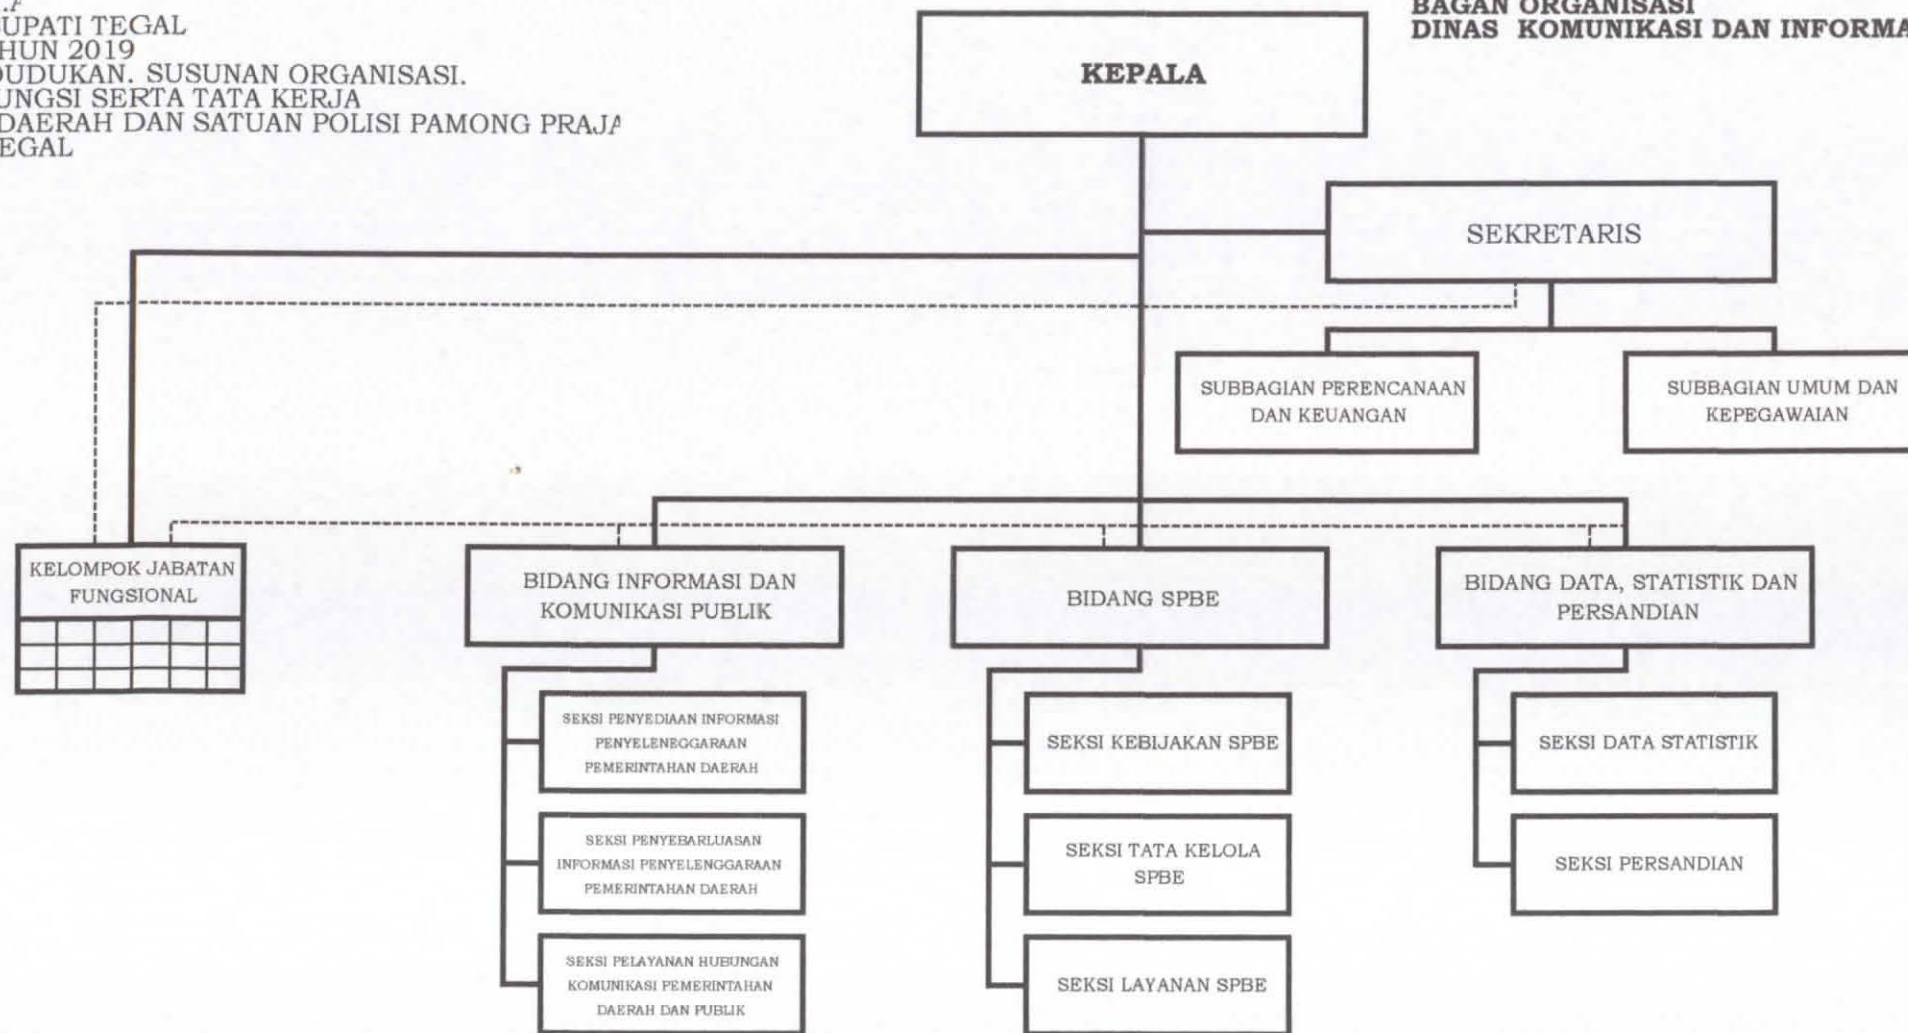 UPATI TEGAL
HUN 2019
DUDUKAN. SUSUNAN ORGANISASI.
UNGSI SERTA TATA KERJA
DAERAH DAN SATUAN POLISI PAMONG PRAJA
EGAL
BAGAN ORGANISASI
DINAS KOMUNIKASI DAN INFORMA
KEPALA
SEKRETARIS
SUBBAGIAN PERENCANAAN
DAN KEUANGAN
SUBBAGIAN UMUM DAN
KEPEGAWAIAN
KELOMPOK JABATAN
FUNGSIONAL
BIDANG INFORMASI DAN
KOMUNIKASI PUBLIK
BIDANG SPBE
BIDANG DATA, STATISTIK DAN
PERSANDIAN
SEKSI PENYEDIAAN INFORMASI
PENYELENEGGARAAN
PEMERINTAHAN DAERAH
SEKSI PENYEBARLUASAN
INFORMASI PENYELENGGARAAN
PEMERINTAHAN DAERAH
SEKSI PELAYANAN HUBUNGAN
KOMUNIKASI PEMERINTAHAN
DAERAH DAN PUBLIK
SEKSI KEBIJAKAN SPBE
SEKSI TATA KELOLA
SPBE
SEKSI LAYANAN SPBE
SEKSI DATA STATISTIK
SEKSI PERSANDIAN